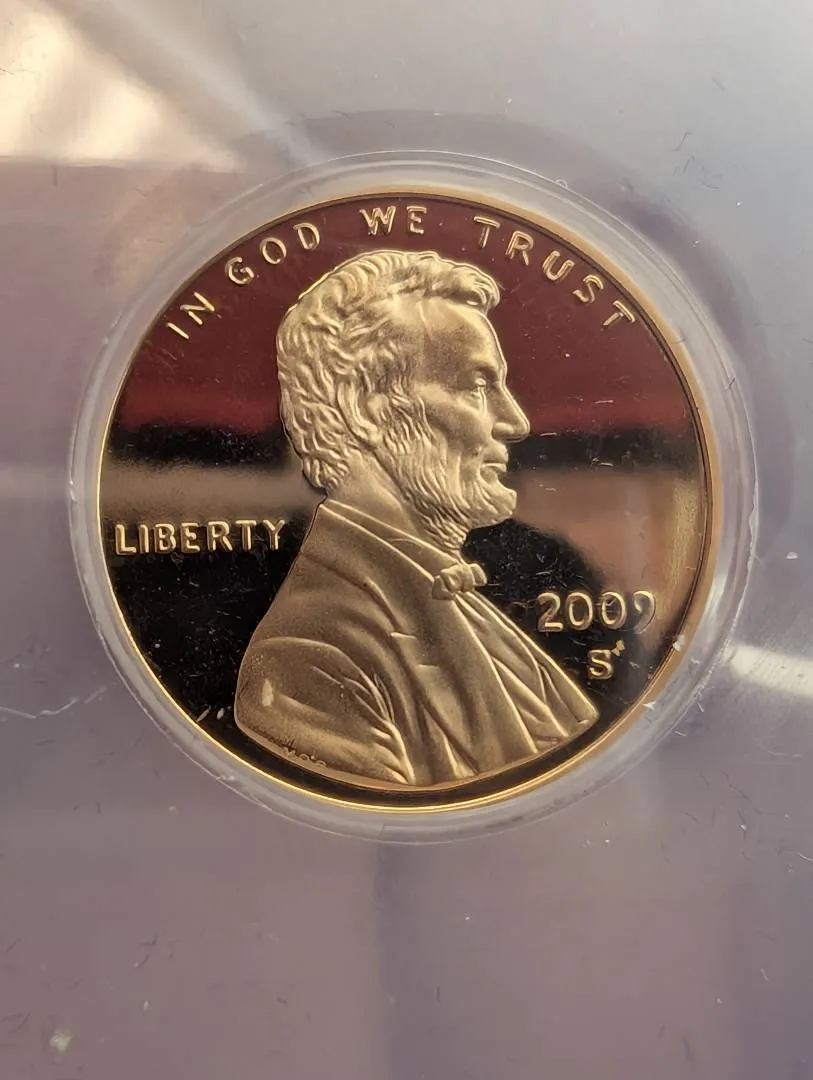 IN GOD WE TRUST
LIBERTY
2009
S